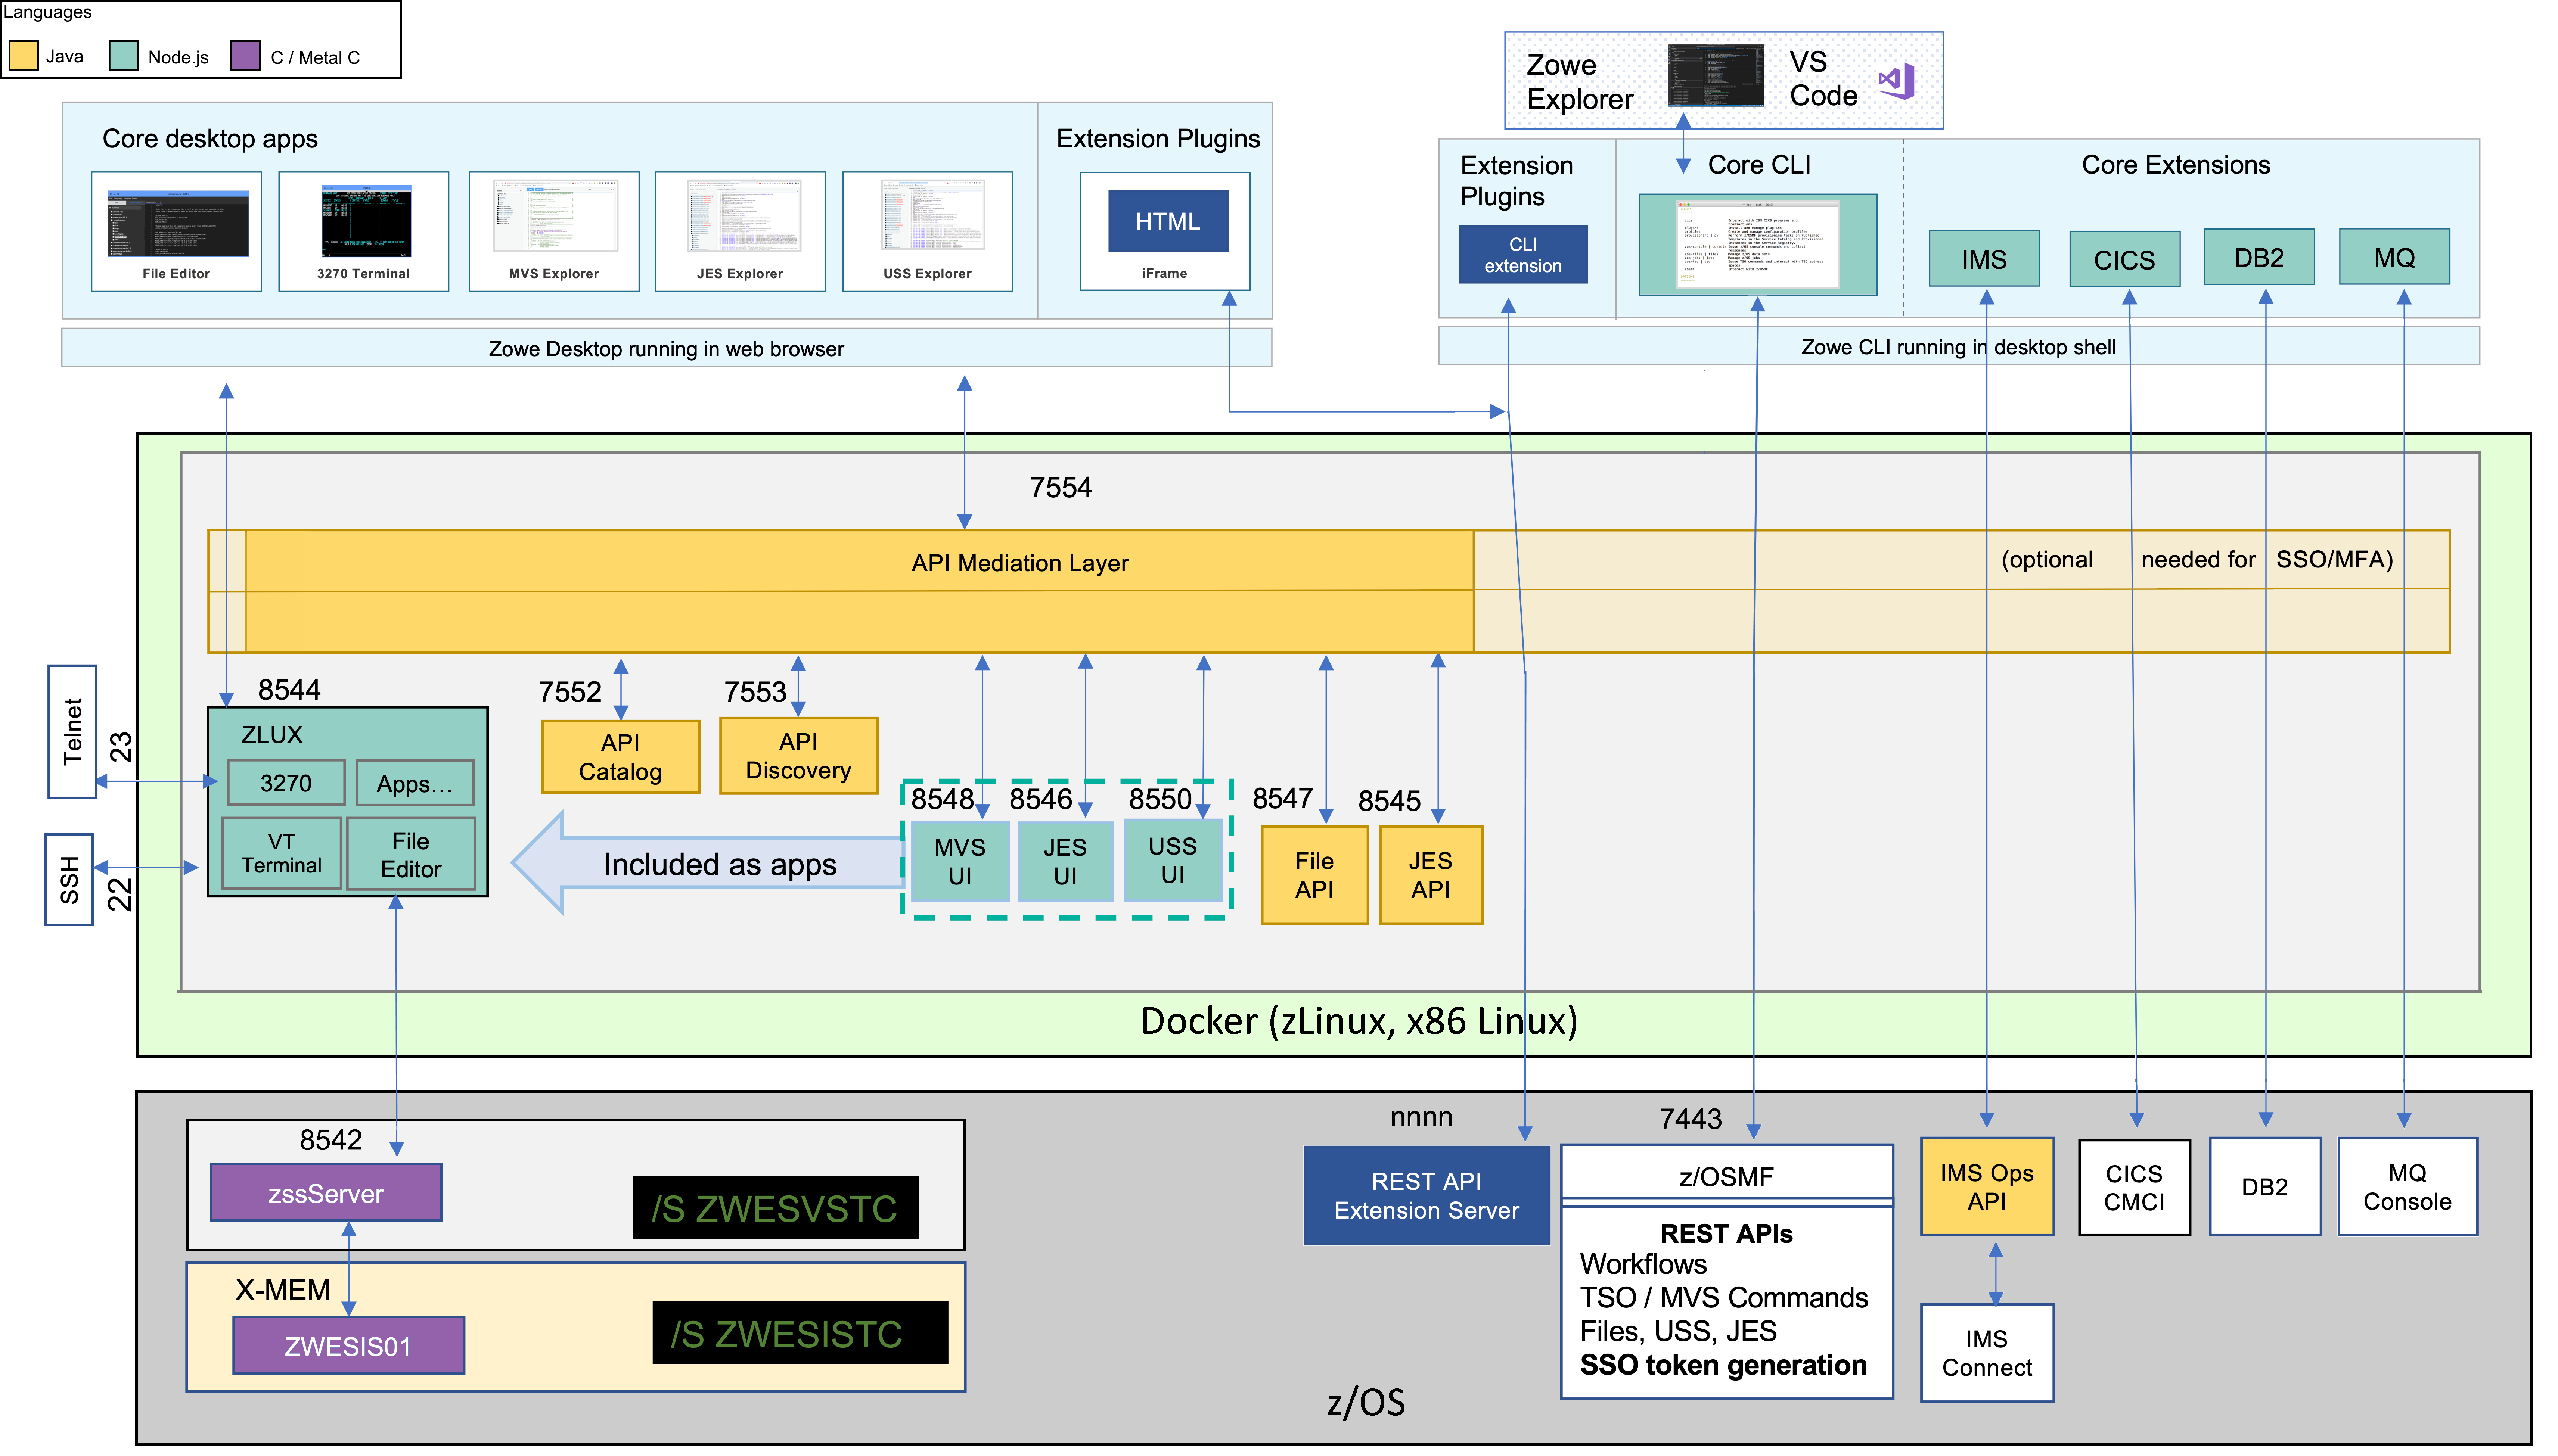 Languages
Java
Node.js
C / Metal C
Zowe
Explorer
VS
Code
Core desktop apps
Extension Plugins
File Editor
3270 Terminal
MVS Explorer
JES Explorer
USS Explorer
HTML
iFrame
Zowe Desktop running in web browser
Extension
Plugins
CLI
extension
Core CLI
Core Extensions
IMS
CICS
DB2
MQ
Zowe CLI running in desktop shell
7554
API Mediation Layer
(optional needed for SSO/MFA)
Telnet
23
SSH
22
8544
ZLUX
3270
Apps...
VT
Terminal
File
Editor
7552
API
Catalog
7553
API
Discovery
Included as apps
8548
MVS
UI
8546
JES
UI
8550
USS
UI
8547
File
API
8545
JES
API
Docker (zLinux, x86 Linux)
8542
zssServer
/S ZWESVSTC
X-MEM
ZWESIS01
/S ZWESISTC
nnnn
REST API
Extension Server
7443
z/OSMF
REST APIs
Workflows
TSO / MVS Commands
Files, USS, JES
SSO token generation
IMS Ops
API
IMS
Connect
CICS
CMCI
DB2
MQ
Console
z/OS